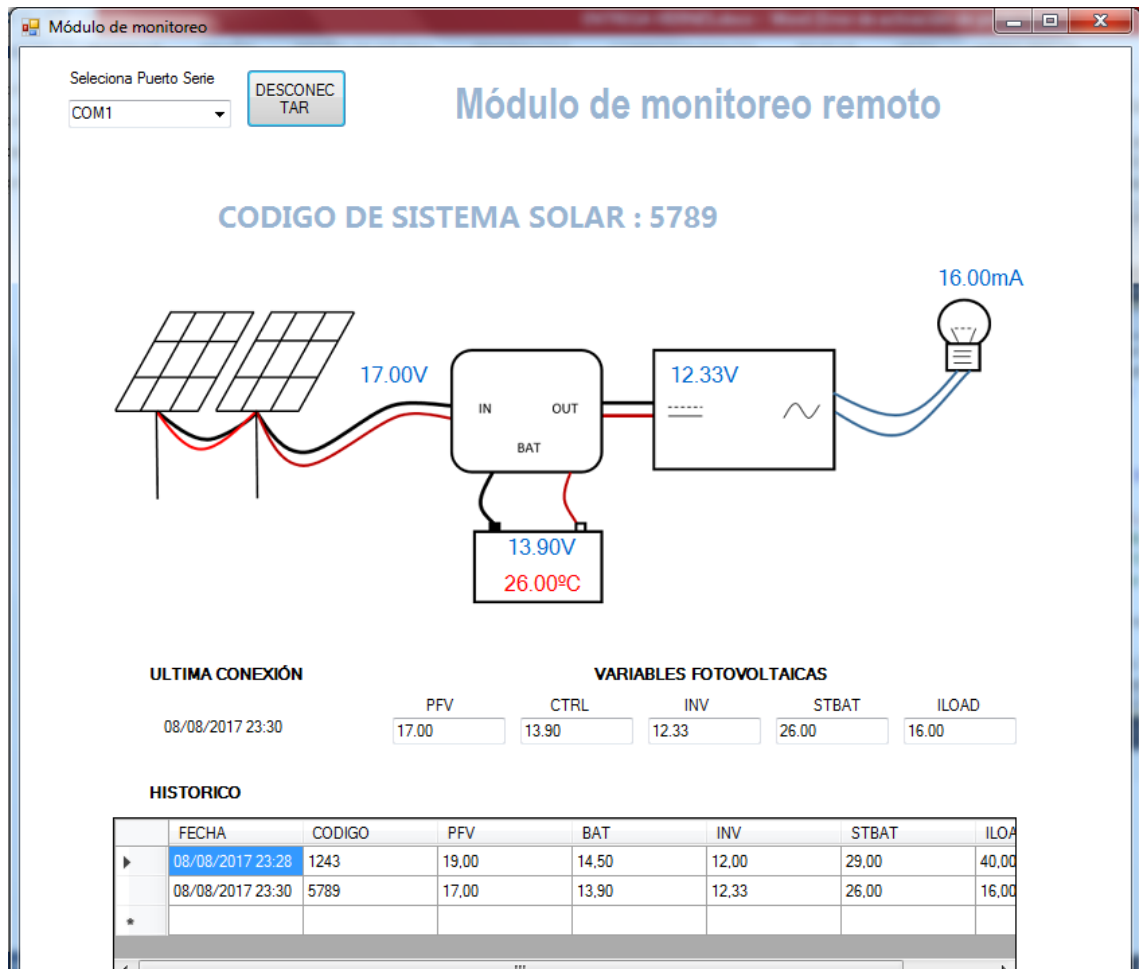 Módulo de monitoreo
Seleciona Puerto Serie
COM1
DESCONEC
TAR
Módulo de monitoreo remoto
CODIGO DE SISTEMA SOLAR : 5789
16.00mA
17.00V
12.33V
IN OUT
BAT
13.90V
26.00ºC
ULTIMA CONEXIÓN VARIABLES FOTOVOLTAICAS
PFV CTRL INV STBAT ILOAD
08/08/2017 23:30 17.00 13.90 12.33 26.00 16.00
HISTORICO
FECHA CODIGO PFV BAT INV STBAT ILOA
08/08/2017 23:28 1243 19,00 14,50 12,00 29,00 40,00
08/08/2017 23:30 5789 17,00 13,90 12,33 26,00 16,00